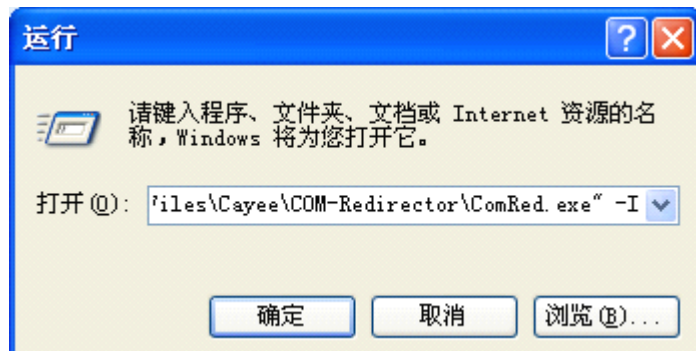 运行
请键入程序、文件夹、文档或 Internet 资源的名
称,Windows 将为您打开它。
打开(O): Files\Cayee\COM-Redirector\ComRed.exe" -I
确定 取消 浏览(B)...